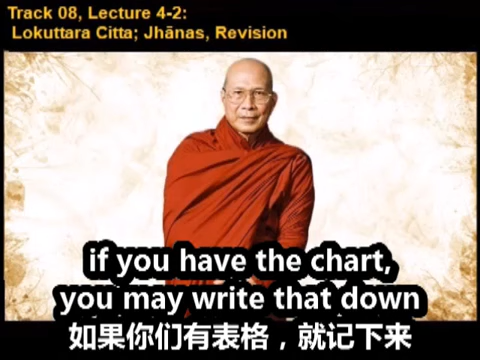 Track 08, Lecture 4-2:
Lokuttara Citta; Jhānas, Revision
if you have the chart,
you may write that down
如果你们有表格，就记下来